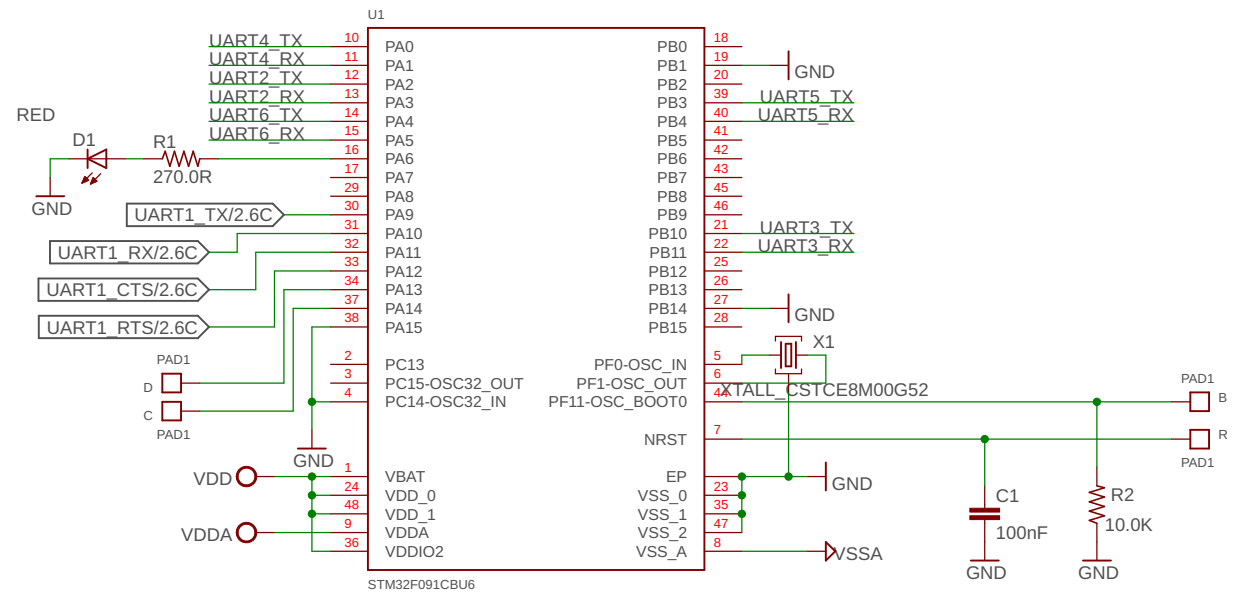 U1
UART4_TX 10 PA0 PB0 18
UART4_RX 11 PA1 PB1 19 GND
UART2_TX 12 PA2 PB2 20
UART2_RX 13 PA3 PB3 39 UART5_TX
UART6_TX 14 PA4 PB4 40 UART5_RX
UART6_RX 15 PA5 PB5 41
RED
D1 R1 16 PA6 PB6 42
270.0R
GND
17 PA7 PB7 43
29 PA8 PB8 45
UART1_TX/2.6C 30 PA9 PB9 46
31 PA10 PB10 21 UART3_TX
UART1_RX/2.6C 32 PA11 PB11 22 UART3_RX
33 PA12 PB12 25
UART1_CTS/2.6C 34 PA13 PB13 26
37 PA14 PB14 27 GND
UART1_RTS/2.6C 38 PA15 PB15 28
X1
PAD1 2 PC13 PF0-OSC_IN 5
D 3 PC15-OSC32_OUT PF1-OSC_OUT 6
XTALL_CSTCE8M00G52
PAD1
4 PC14-OSC32_IN PF11-OSC_BOOT0 44 B
C
PAD1
7 NRST R
PAD1
GND
VDD 1 VBAT EP GND
24 VDD_0 VSS_0 23
48 VDD_1 VSS_1 35
VDDA 9 VDDA VSS_2 47
36 VDDIO2 VSS_A 8 VSSA
C1
100nF
GND
R2
10.0K
GND
STM32F091CBU6